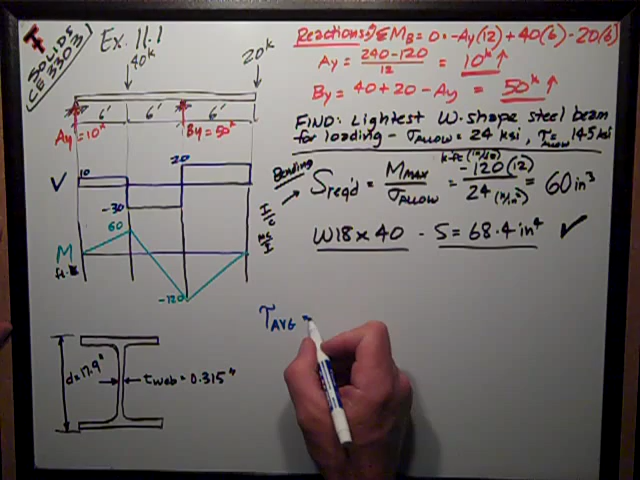 SOLIDS
CE 3303
Ex. 11.1
40k
20k
6' 6' 6'
Ay = 10k
By = 50k
V
10
20
-30
60
M
-120
I/C
Mc/I
d = 17.9"
tweb = 0.315"
Reactions: ΣMB = 0 = -Ay(12) + 40(6) - 20(6)
Ay = 240-120/12 = 10k ↑
By = 40 + 20 - Ay = 50k ↑
FIND: Lightest W-shape steel beam
for loading - σALLOW = 24 ksi, τALLOW = 14.5 ksi
Bending
Sreq'd = MMAX/σALLOW = -120(12)/24 = 60 in³
W18 x 40 - S = 68.4 in⁴ ✓
τAVG =